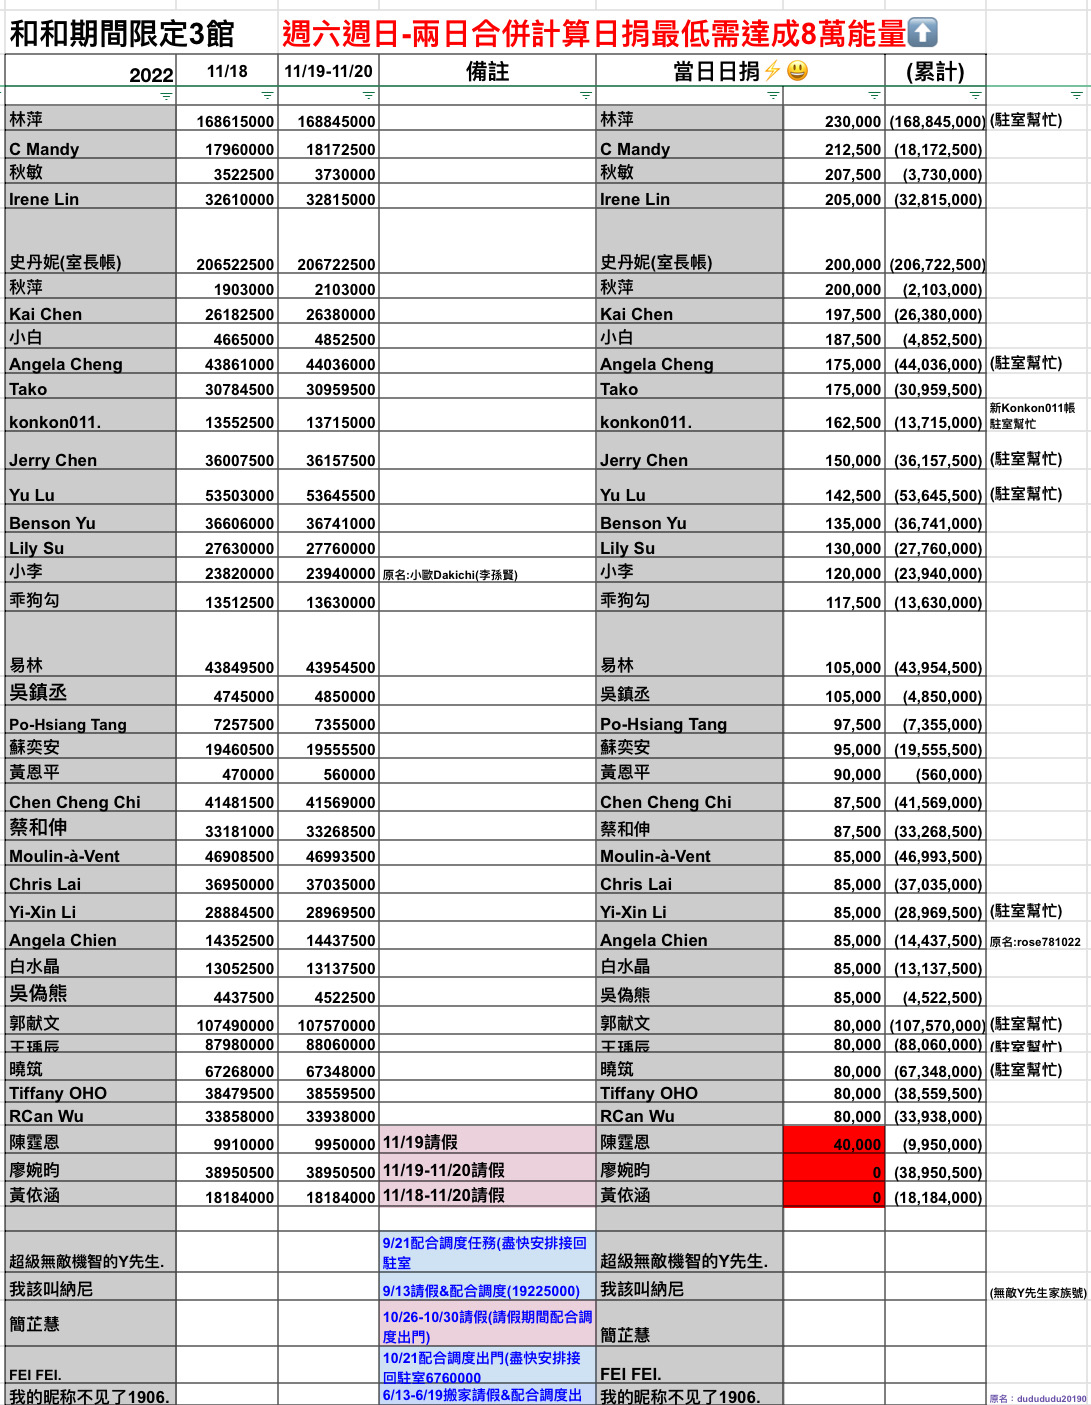 和和期間限定3館 週六週日-兩日合併計算日捐最低需達成8萬能量⬆️
2022 11/18 11/19-11/20 備註 當日日捐⚡😃 (累計)
林萍 168615000 168845000 林萍 230,000 (168,845,000) (駐室幫忙)
C Mandy 17960000 18172500 C Mandy 212,500 (18,172,500)
秋敏 3522500 3730000 秋敏 207,500 (3,730,000)
Irene Lin 32610000 32815000 Irene Lin 205,000 (32,815,000)
史丹妮(室長帳) 206522500 206722500 史丹妮(室長帳) 200,000 (206,722,500)
秋萍 1903000 2103000 秋萍 200,000 (2,103,000)
Kai Chen 26182500 26380000 Kai Chen 197,500 (26,380,000)
小白 4665000 4852500 小白 187,500 (4,852,500)
Angela Cheng 43861000 44036000 Angela Cheng 175,000 (44,036,000) (駐室幫忙)
Tako 30784500 30959500 Tako 175,000 (30,959,500)
konkon011. 13552500 13715000 konkon011. 162,500 (13,715,000) 新Konkon011帳
駐室幫忙
Jerry Chen 36007500 36157500 Jerry Chen 150,000 (36,157,500) (駐室幫忙)
Yu Lu 53503000 53645500 Yu Lu 142,500 (53,645,500) (駐室幫忙)
Benson Yu 36606000 36741000 Benson Yu 135,000 (36,741,000)
Lily Su 27630000 27760000 Lily Su 130,000 (27,760,000)
小李 23820000 23940000 原名:小歐Dakichi(李孫賢) 小李 120,000 (23,940,000)
乖狗勾 13512500 13630000 乖狗勾 117,500 (13,630,000)
易林 43849500 43954500 易林 105,000 (43,954,500)
吳鎮丞 4745000 4850000 吳鎮丞 105,000 (4,850,000)
Po-Hsiang Tang 7257500 7355000 Po-Hsiang Tang 97,500 (7,355,000)
蘇奕安 19460500 19555500 蘇奕安 95,000 (19,555,500)
黃恩平 470000 560000 黃恩平 90,000 (560,000)
Chen Cheng Chi 41481500 41569000 Chen Cheng Chi 87,500 (41,569,000)
蔡和伸 33181000 33268500 蔡和伸 87,500 (33,268,500)
Moulin-à-Vent 46908500 46993500 Moulin-à-Vent 85,000 (46,993,500)
Chris Lai 36950000 37035000 Chris Lai 85,000 (37,035,000)
Yi-Xin Li 28884500 28969500 Yi-Xin Li 85,000 (28,969,500) (駐室幫忙)
Angela Chien 14352500 14437500 Angela Chien 85,000 (14,437,500) 原名:rose781022
白水晶 13052500 13137500 白水晶 85,000 (13,137,500)
吳偽熊 4437500 4522500 吳偽熊 85,000 (4,522,500)
郭献文 107490000 107570000 郭献文 80,000 (107,570,000) (駐室幫忙)
王瑀辰 87980000 88060000 王瑀辰 80,000 (88,060,000) (駐室幫忙)
曉筑 67268000 67348000 曉筑 80,000 (67,348,000) (駐室幫忙)
Tiffany OHO 38479500 38559500 Tiffany OHO 80,000 (38,559,500)
RCan Wu 33858000 33938000 RCan Wu 80,000 (33,938,000)
陳霆恩 9910000 9950000 11/19請假 陳霆恩 40,000 (9,950,000)
廖婉昀 38950500 38950500 11/19-11/20請假 廖婉昀 0 (38,950,500)
黃依涵 18184000 18184000 11/18-11/20請假 黃依涵 0 (18,184,000)
9/21配合調度任務(盡快安排接回
超級無敵機智的Y先生. 駐室 超級無敵機智的Y先生.
我該叫納尼 9/13請假&配合調度(19225000) 我該叫納尼 (無敵Y先生家族號)
10/26-10/30請假(請假期間配合調
簡芷慧 度出門) 簡芷慧
10/21配合調度出門(盡快安排接
FEI FEI. 回駐室6760000 FEI FEI.
我的昵称不见了1906. 6/13-6/19搬家請假&配合調度出 我的昵称不见了1906. 原名：dudududu20190